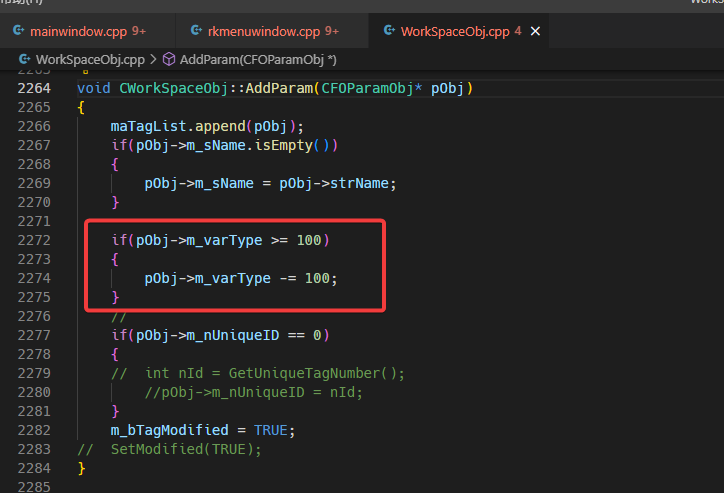 mainwindow.cpp 9+
rkmenuwindow.cpp 9+
WorkSpaceObj.cpp 4
WorkSpaceObj.cpp > AddParam(CFOParamObj *)
2264 void CWorkSpaceObj::AddParam(CFOParamObj* pObj)
2265 {
2266 maTagList.append(pObj);
2267 if(pObj->m_sName.isEmpty())
2268 {
2269 pObj->m_sName = pObj->strName;
2270 }
2271
2272 if(pObj->m_varType >= 100)
2273 {
2274 pObj->m_varType -= 100;
2275 }
2276 //
2277 if(pObj->m_nUniqueID == 0)
2278 {
2279 // int nId = GetUniqueTagNumber();
2280 //pObj->m_nUniqueID = nId;
2281 }
2282 m_bTagModified = TRUE;
2283 // SetModified(TRUE);
2284 }
2285